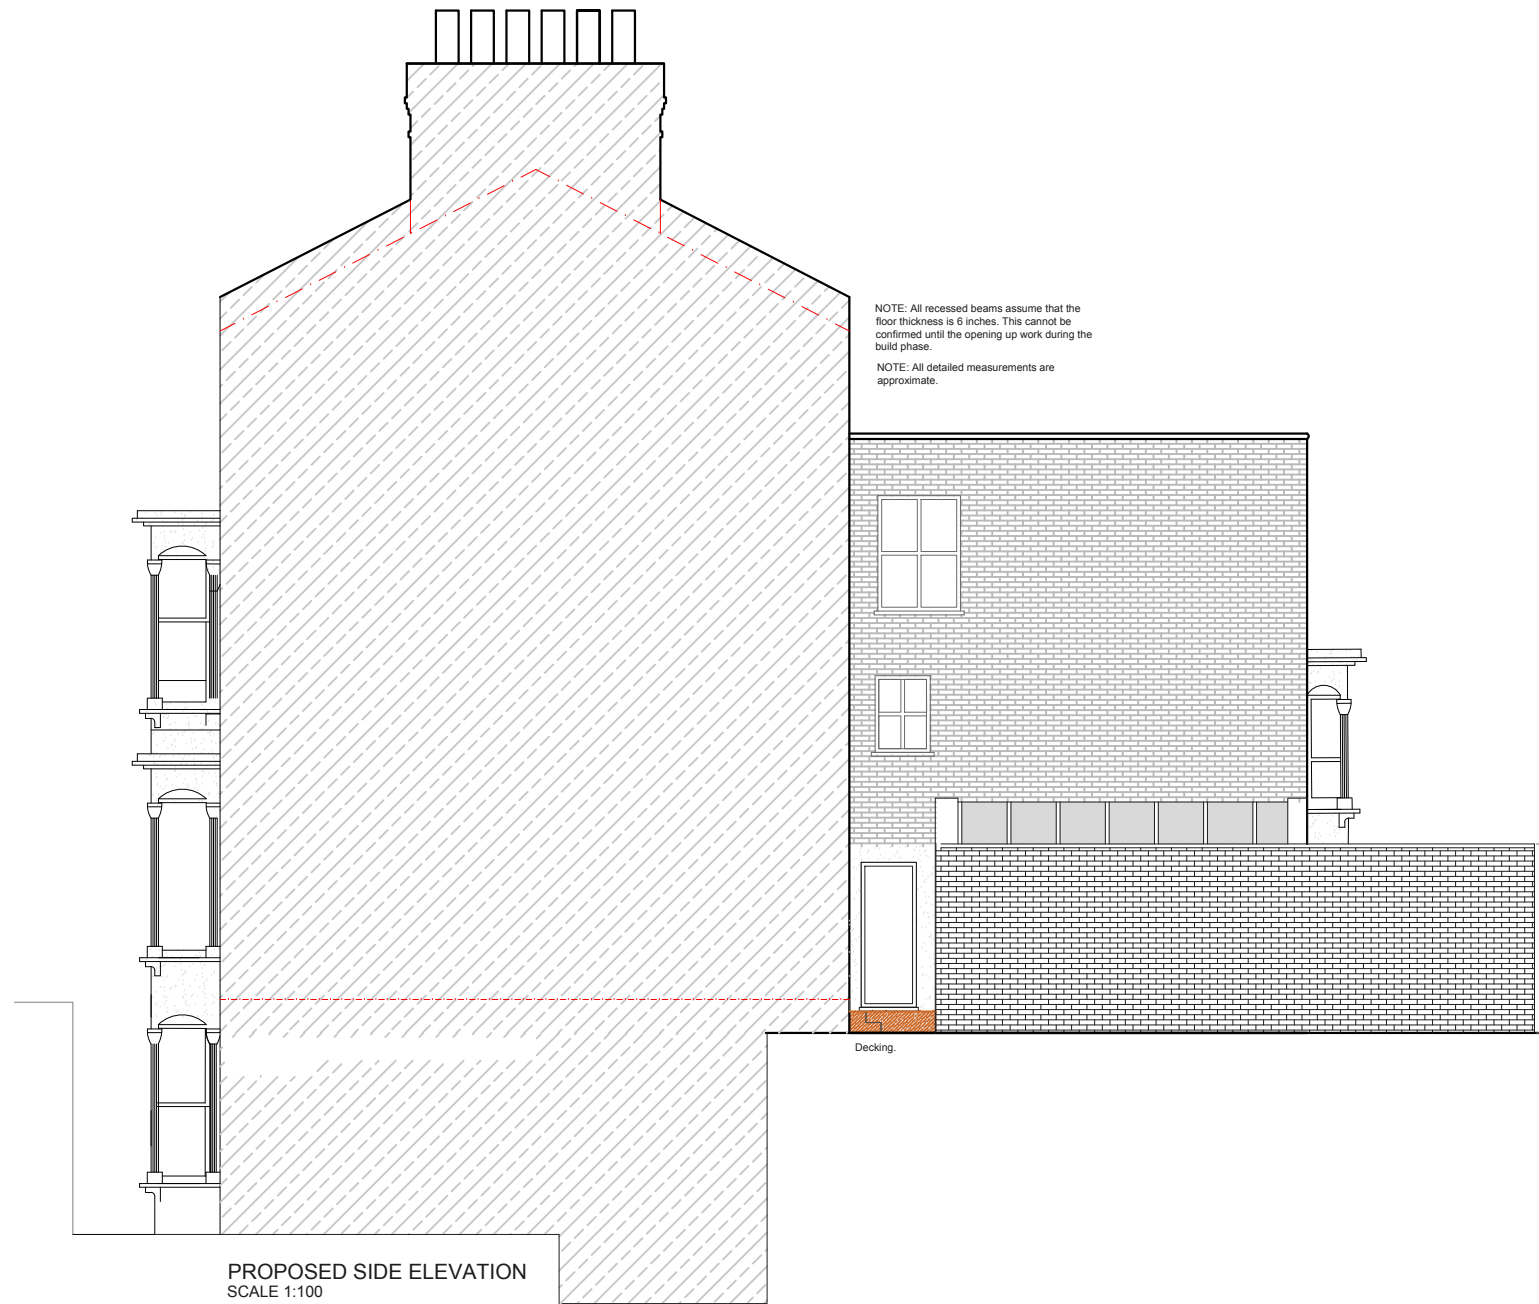 NOTE: All recessed beams assume that the
floor thickness is 6 inches. This cannot be
confirmed until the opening up work during the
build phase.
NOTE: All detailed measurements are
approximate.
Decking.
PROPOSED SIDE ELEVATION
SCALE 1:100